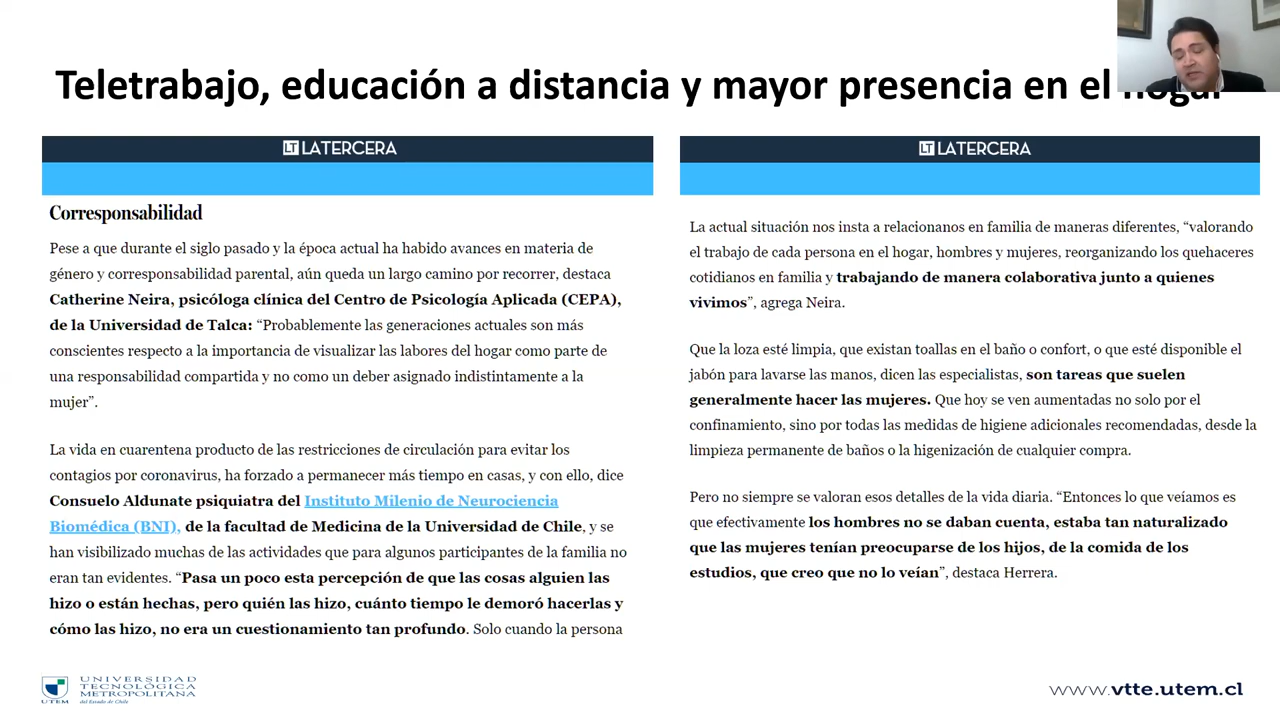 Teletrabajo, educación a distancia y mayor presencia en el hogar
LT LATERCERA
Corresponsabilidad
Pese a que durante el siglo pasado y la época actual ha habido avances en materia de
género y corresponsabilidad parental, aún queda un largo camino por recorrer, destaca
Catherine Neira, psicóloga clínica del Centro de Psicología Aplicada (CEPA),
de la Universidad de Talca: “Probablemente las generaciones actuales son más
conscientes respecto a la importancia de visualizar las labores del hogar como parte de
una responsabilidad compartida y no como un deber asignado indistintamente a la
mujer”.
La vida en cuarentena producto de las restricciones de circulación para evitar los
contagios por coronavirus, ha forzado a permanecer más tiempo en casas, y con ello, dice
Consuelo Aldunate psiquiatra del Instituto Milenio de Neurociencia
Biomédica (BNI), de la facultad de Medicina de la Universidad de Chile, y se
han visibilizado muchas de las actividades que para algunos participantes de la familia no
eran tan evidentes. “Pasa un poco esta percepción de que las cosas alguien las
hizo o están hechas, pero quién las hizo, cuánto tiempo le demoró hacerlas y
cómo las hizo, no era un cuestionamiento tan profundo. Solo cuando la persona
LT LATERCERA
La actual situación nos insta a relacionanos en familia de maneras diferentes, “valorando
el trabajo de cada persona en el hogar, hombres y mujeres, reorganizando los quehaceres
cotidianos en familia y trabajando de manera colaborativa junto a quienes
vivimos”, agrega Neira.
Que la loza esté limpia, que existan toallas en el baño o confort, o que esté disponible el
jabón para lavarse las manos, dicen las especialistas, son tareas que suelen
generalmente hacer las mujeres. Que hoy se ven aumentadas no solo por el
confinamiento, sino por todas las medidas de higiene adicionales recomendadas, desde la
limpieza permanente de baños o la higenización de cualquier compra.
Pero no siempre se valoran esos detalles de la vida diaria. “Entonces lo que veíamos es
que efectivamente los hombres no se daban cuenta, estaba tan naturalizado
que las mujeres tenían preocuparse de los hijos, de la comida de los
estudios, que creo que no lo veían”, destaca Herrera.
UTEM
UNIVERSIDAD
TECNOLÓGICA
METROPOLITANA
del Estado de Chile
www.vtte.utem.cl